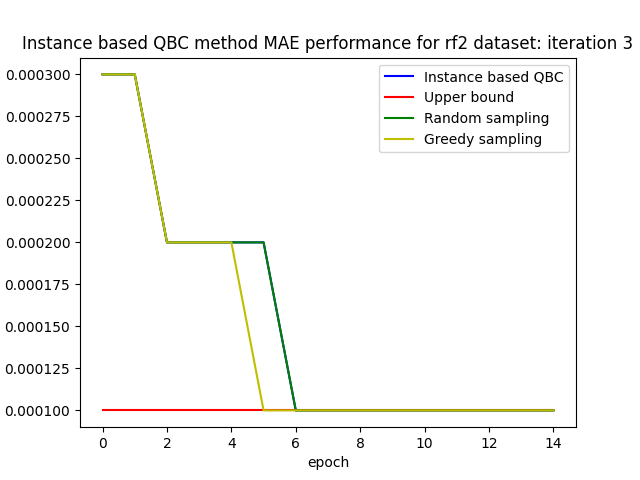 Instance based QBC method MAE performance for rf2 dataset: iteration 3
Instance based QBC
Upper bound
Random sampling
Greedy sampling
0.000300
0.000275
0.000250
0.000225
0.000200
0.000175
0.000150
0.000125
0.000100
0 2 4 6 8 10 12 14
epoch